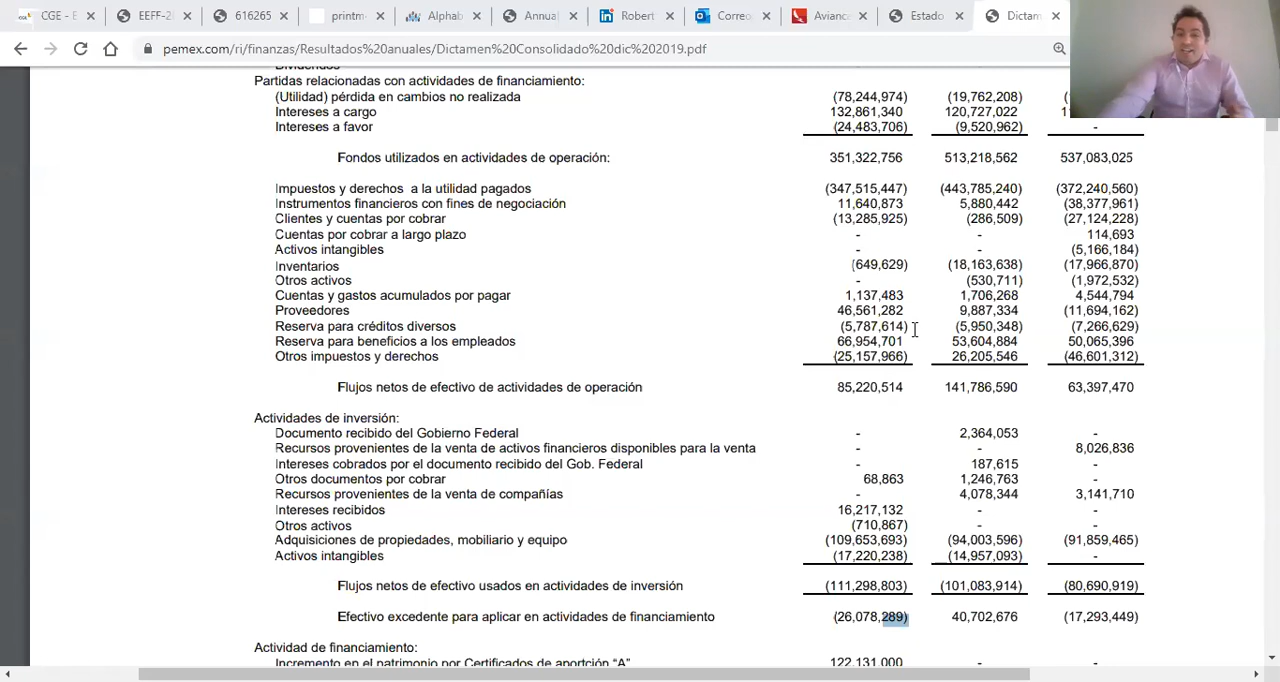 CGE - E
EEFF-2
616265
printm
Alphab
Annua
Robert
Correo
Avianc
Estado
Dictam
pemex.com/ri/finanzas/Resultados%20anuales/Dictamen%20Consolidado%20dic%202019.pdf
Dividendos - -
Partidas relacionadas con actividades de financiamiento:
(Utilidad) pérdida en cambios no realizada (78,244,974) (19,762,208)
Intereses a cargo 132,861,340 120,727,022
Intereses a favor (24,483,706) (9,520,962) -
Fondos utilizados en actividades de operación: 351,322,756 513,218,562 537,083,025
Impuestos y derechos a la utilidad pagados (347,515,447) (443,785,240) (372,240,560)
Instrumentos financieros con fines de negociación 11,640,873 5,880,442 (38,377,961)
Clientes y cuentas por cobrar (13,285,925) (286,509) (27,124,228)
Cuentas por cobrar a largo plazo - - 114,693
Activos intangibles - - (5,166,184)
Inventarios (649,629) (18,163,638) (17,966,870)
Otros activos - (530,711) (1,972,532)
Cuentas y gastos acumulados por pagar 1,137,483 1,706,268 4,544,794
Proveedores 46,561,282 9,887,334 (11,694,162)
Reserva para créditos diversos (5,787,614) (5,950,348) (7,266,629)
Reserva para beneficios a los empleados 66,954,701 53,604,884 50,065,396
Otros impuestos y derechos (25,157,966) 26,205,546 (46,601,312)
Flujos netos de efectivo de actividades de operación 85,220,514 141,786,590 63,397,470
Actividades de inversión:
Documento recibido del Gobierno Federal - 2,364,053 -
Recursos provenientes de la venta de activos financieros disponibles para la venta - - 8,026,836
Intereses cobrados por el documento recibido del Gob. Federal - 187,615 -
Otros documentos por cobrar 68,863 1,246,763 -
Recursos provenientes de la venta de compañías - 4,078,344 3,141,710
Intereses recibidos 16,217,132 - -
Otros activos (710,867) - -
Adquisiciones de propiedades, mobiliario y equipo (109,653,693) (94,003,596) (91,859,465)
Activos intangibles (17,220,238) (14,957,093) -
Flujos netos de efectivo usados en actividades de inversión (111,298,803) (101,083,914) (80,690,919)
Efectivo excedente para aplicar en actividades de financiamiento (26,078,289) 40,702,676 (17,293,449)
Actividad de financiamiento:
Incremento en el patrimonio por Certificados de aportción "A" 122,131,000 - -